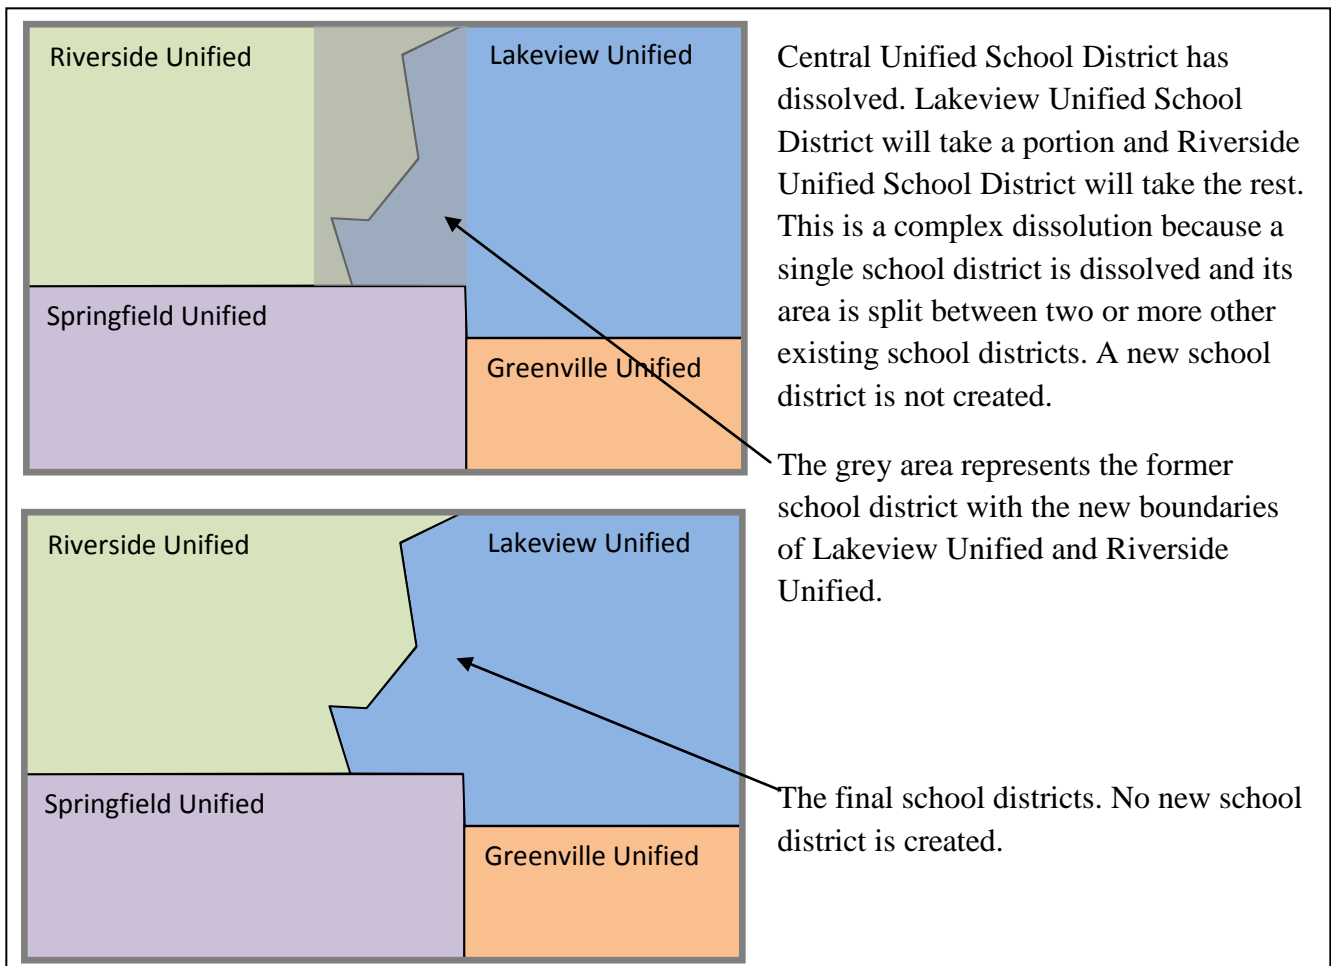 Riverside Unified
Lakeview Unified
Springfield Unified
Greenville Unified
Central Unified School District has
dissolved. Lakeview Unified School
District will take a portion and Riverside
Unified School District will take the rest.
This is a complex dissolution because a
single school district is dissolved and its
area is split between two or more other
existing school districts. A new school
district is not created.
The grey area represents the former
school district with the new boundaries
of Lakeview Unified and Riverside
Unified.
Riverside Unified
Lakeview Unified
Springfield Unified
Greenville Unified
The final school districts. No new school
district is created.